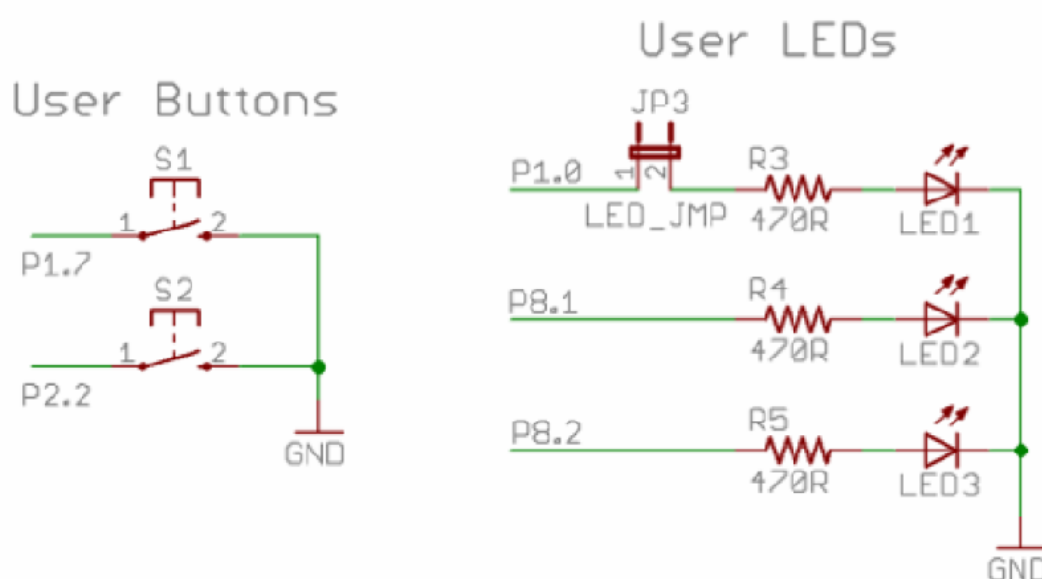 User Buttons
S1
1 2
P1.7
S2
1 2
P2.2
GND
User LEDs
JP3
P1.0
1 2
LED_JMP
R3
470R
LED1
P8.1
R4
470R
LED2
P8.2
R5
470R
LED3
GND